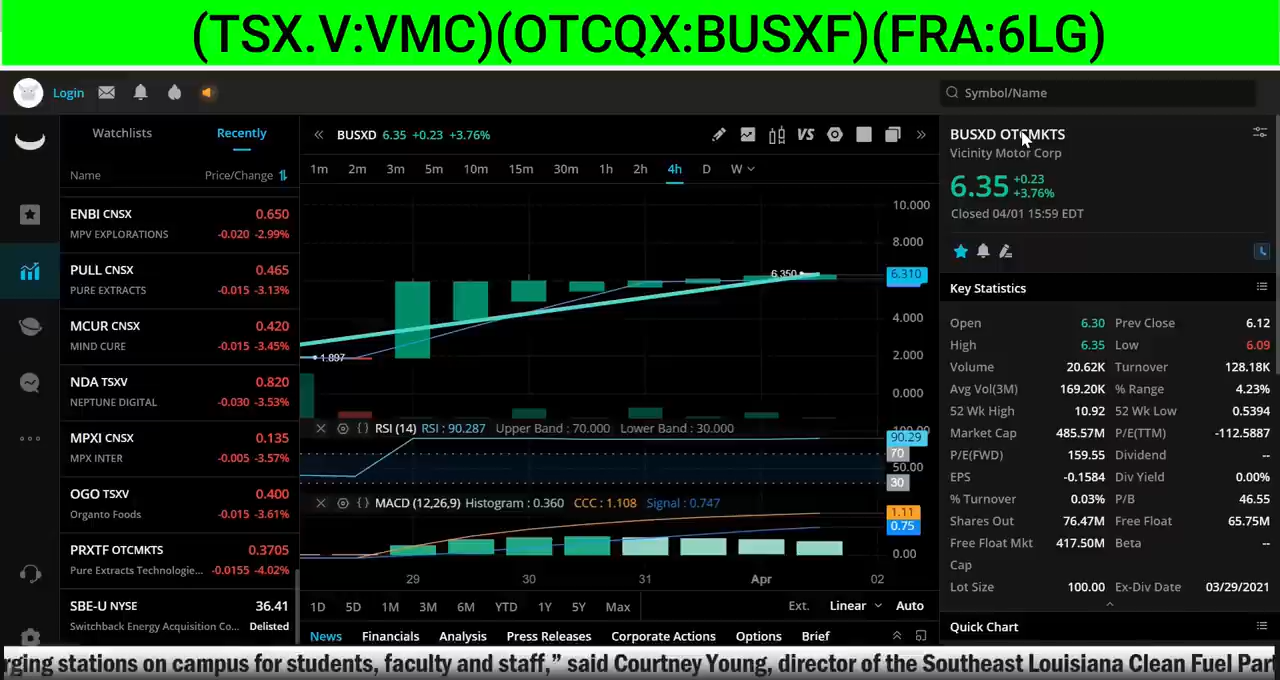 (TSX.V:VMC)(OTCQX:BUSXF)(FRA:6LG)
Login
Symbol/Name
Watchlists Recently
Name Price/Change
ENBI CNSX 0.650
MPV EXPLORATIONS -0.020 -2.99%
PULL CNSX 0.465
PURE EXTRACTS -0.015 -3.13%
MCUR CNSX 0.420
MIND CURE -0.015 -3.45%
NDA TSXV 0.820
NEPTUNE DIGITAL -0.030 -3.53%
MPXI CNSX 0.135
MPX INTER -0.005 -3.57%
OGO TSXV 0.400
Organto Foods -0.015 -3.61%
PRXTF OTCMKTS 0.3705
Pure Extracts Technologie... -0.0155 -4.02%
SBE-U NYSE 36.41
Switchback Energy Acquisition Co... Delisted
BUSXD 6.35 +0.23 +3.76%
VS
1m 2m 3m 5m 10m 15m 30m 1h 2h 4h D W
10.000
8.000
6.350
6.310
4.000
2.000
1.897
0.000
RSI (14) RSI : 90.287 Upper Band : 70.000 Lower Band : 30.000
100.00
90.29
70
50.00
30
MACD (12,26,9) Histogram : 0.360 CCC : 1.108 Signal : 0.747
1.11
0.75
0.00
29 30 31 Apr 02
1D 5D 1M 3M 6M YTD 1Y 5Y Max Ext. Linear Auto
News Financials Analysis Press Releases Corporate Actions Options Brief
BUSXD OTCMKTS
Vicinity Motor Corp
6.35 +0.23
+3.76%
Closed 04/01 15:59 EDT
Key Statistics
Open 6.30 Prev Close 6.12
High 6.35 Low 6.09
Volume 20.62K Turnover 128.18K
Avg Vol(3M) 169.20K % Range 4.23%
52 Wk High 10.92 52 Wk Low 0.5394
Market Cap 485.57M P/E(TTM) -112.5887
P/E(FWD) 159.55 Dividend --
EPS -0.1584 Div Yield 0.00%
% Turnover 0.03% P/B 46.55
Shares Out 76.47M Free Float 65.75M
Free Float Mkt 417.50M Beta --
Cap
Lot Size 100.00 Ex-Div Date 03/29/2021
Quick Chart
rging stations on campus for students, faculty and staff,” said Courtney Young, director of the Southeast Louisiana Clean Fuel Part